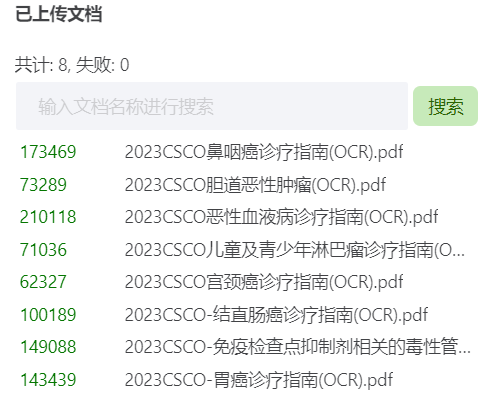 已上传文档
共计: 8, 失败: 0
输入文档名称进行搜索 搜索
173469 2023CSCO鼻咽癌诊疗指南(OCR).pdf
73289 2023CSCO胆道恶性肿瘤(OCR).pdf
210118 2023CSCO恶性血液病诊疗指南(OCR).pdf
71036 2023CSCO儿童及青少年淋巴瘤诊疗指南(O...
62327 2023CSCO宫颈癌诊疗指南(OCR).pdf
100189 2023CSCO-结直肠癌诊疗指南(OCR).pdf
149088 2023CSCO-免疫检查点抑制剂相关的毒性管...
143439 2023CSCO-胃癌诊疗指南(OCR).pdf